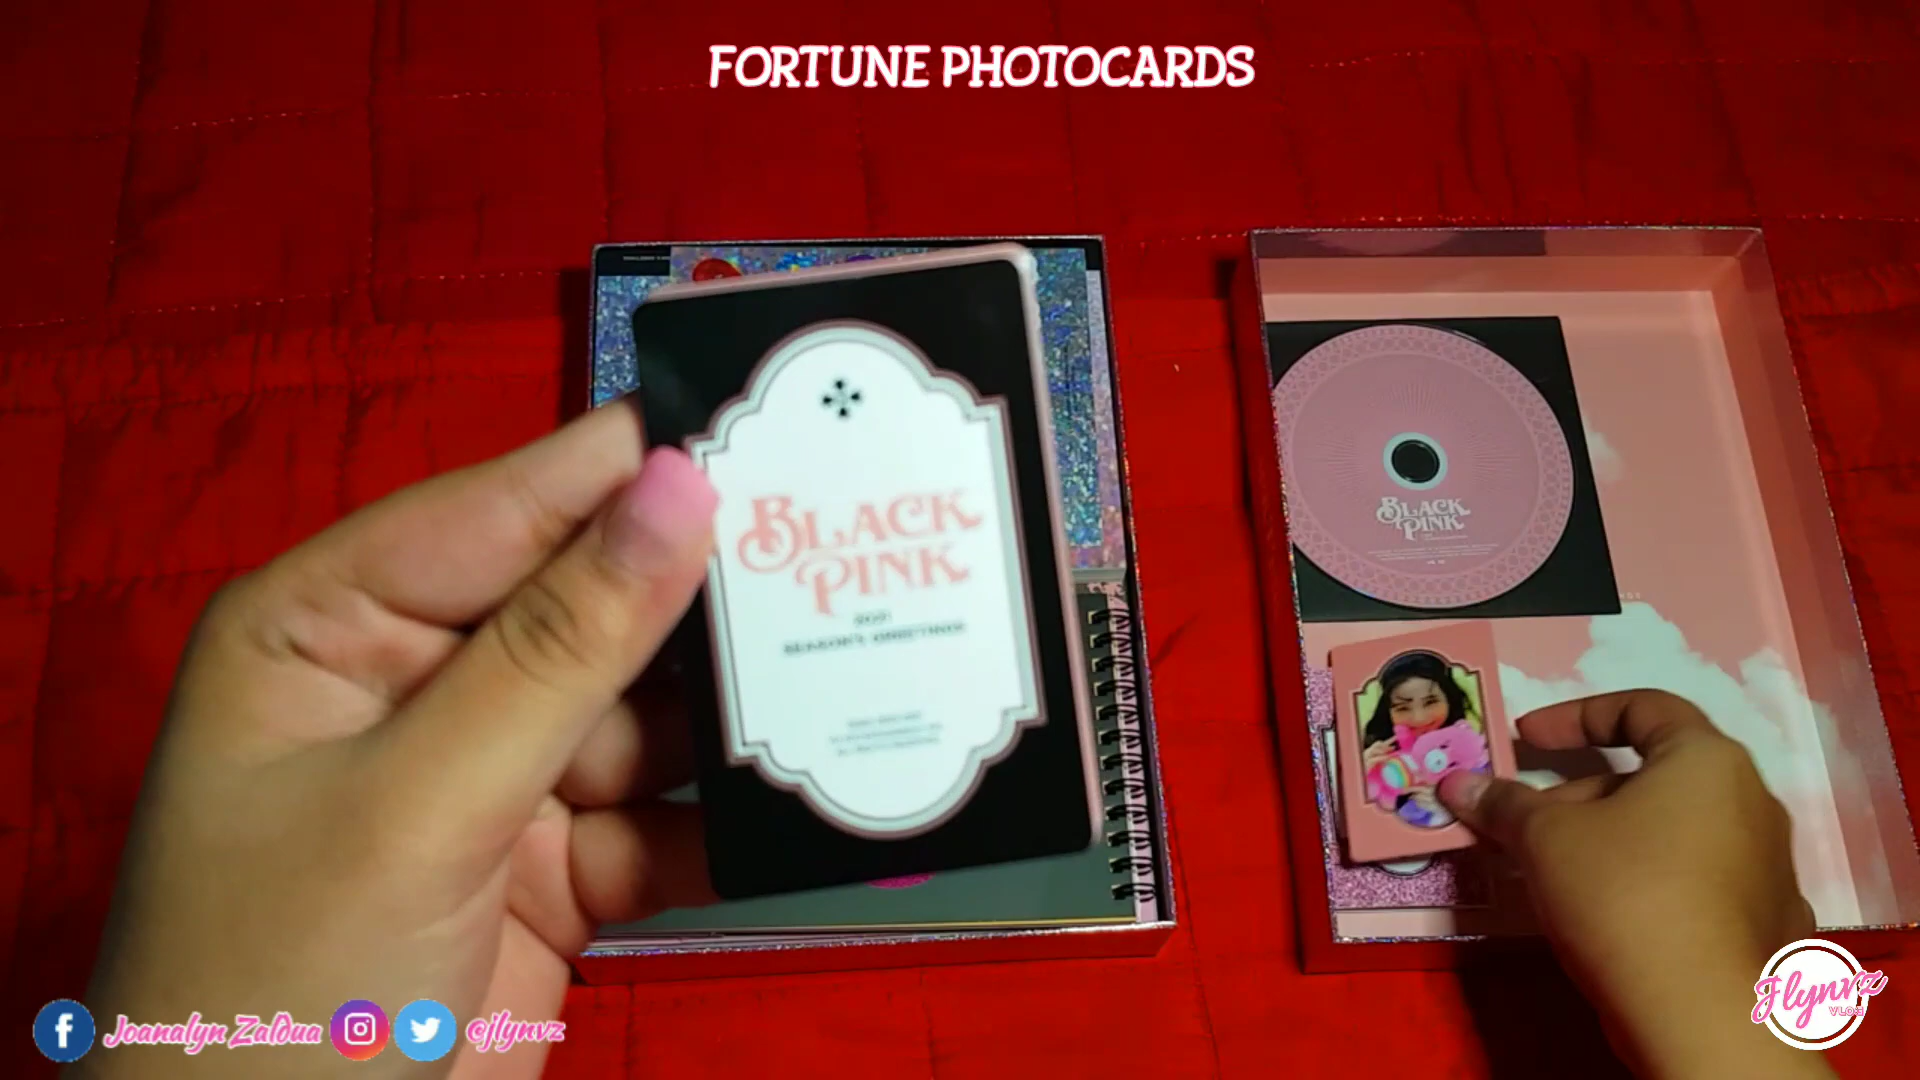 FORTUNE PHOTOCARDS
BLACK
PINK
2021
SEASON'S GREETINGS
BLACK
PINK
Joanalyn Zaldua
@jlynvz
Jlynvz
VLOG